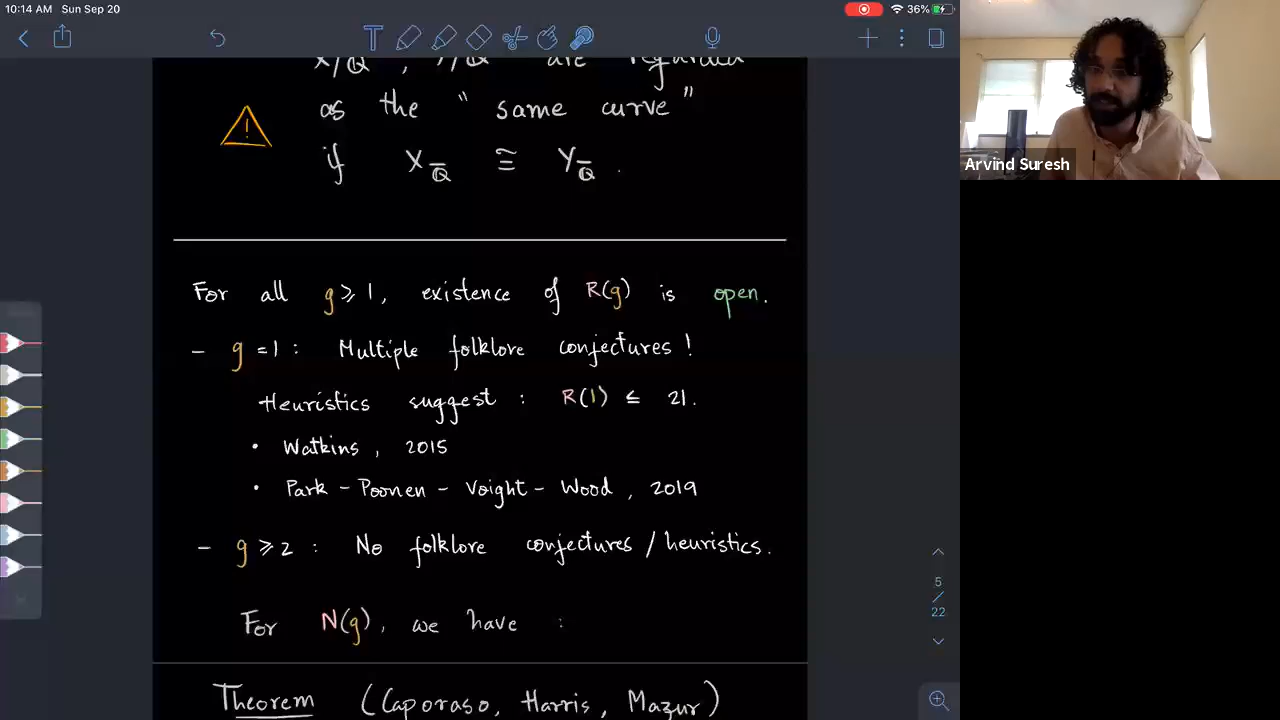 10:14 AM Sun Sep 20
36%
X/ℚ, Y/ℚ are regarded
as the "same curve"
if X_ℚ̅ ≅ Y_ℚ̅ .
For all g ⩾ 1, existence of R(g) is open.
- g = 1 : Multiple folklore conjectures !
Heuristics suggest : R(1) ≤ 21.
• Watkins, 2015
• Park - Poonen - Voight - Wood, 2019
- g ⩾ 2 : No folklore conjectures / heuristics.
For N(g), we have :
Theorem (Caporaso, Harris, Mazur)
5
/
22
Arvind Suresh